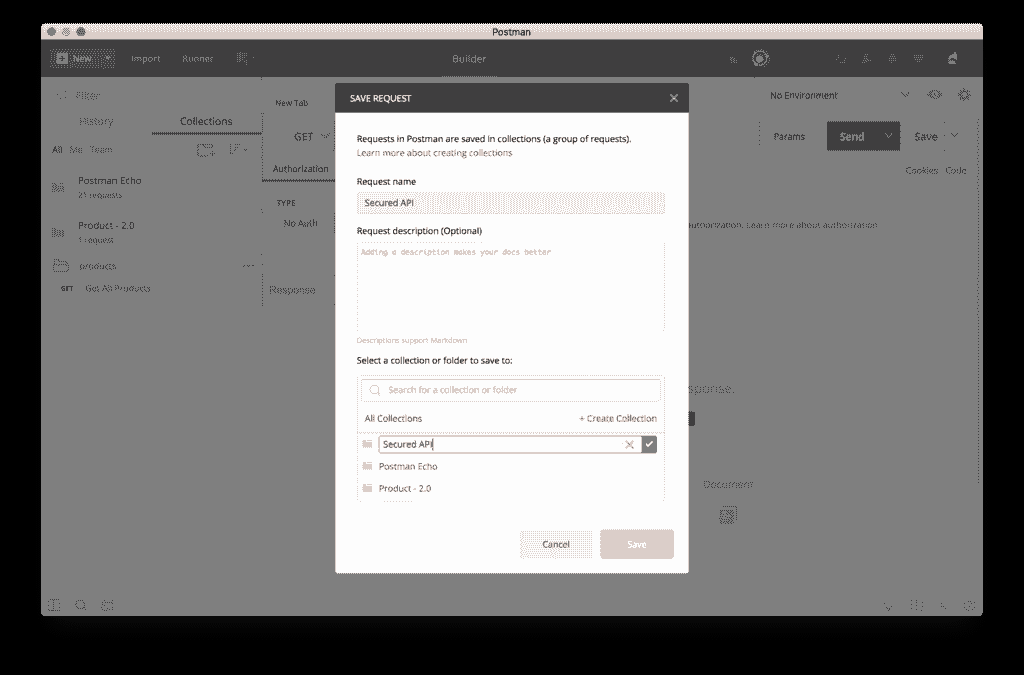 Postman
New
Import
Runner
Builder
Filter
History
Collections
All Me Team
Postman Echo
21 requests
Product - 2.0
1 request
products
GET Get All Products
New Tab
GET
Authorization
TYPE
No Auth
Response
No Environment
Params
Send
Save
Cookies Code
authorization. Learn more about authorization
sponse.
Document
SAVE REQUEST
Requests in Postman are saved in collections (a group of requests).
Learn more about creating collections
Request name
Secured API
Request description (Optional)
Adding a description makes your docs better
Descriptions support Markdown
Select a collection or folder to save to:
Search for a collection or folder
All Collections
+ Create Collection
Secured API
Postman Echo
Product - 2.0
Cancel
Save